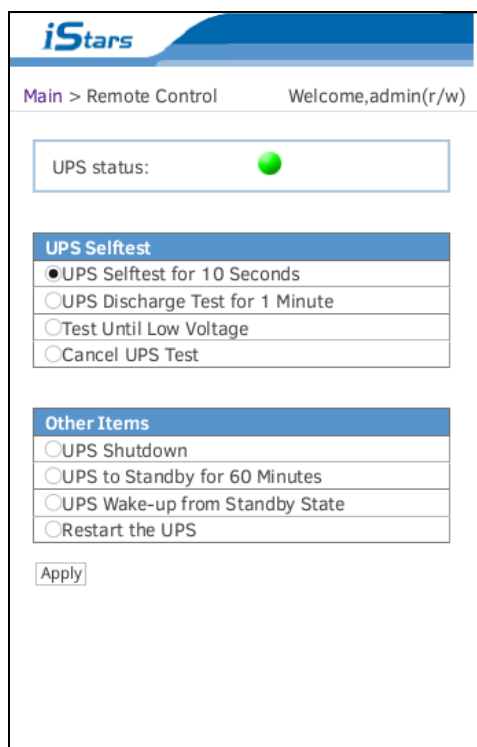 iStars
Main > Remote Control Welcome,admin(r/w)
UPS status:
UPS Selftest
UPS Selftest for 10 Seconds
UPS Discharge Test for 1 Minute
Test Until Low Voltage
Cancel UPS Test
Other Items
UPS Shutdown
UPS to Standby for 60 Minutes
UPS Wake-up from Standby State
Restart the UPS
Apply